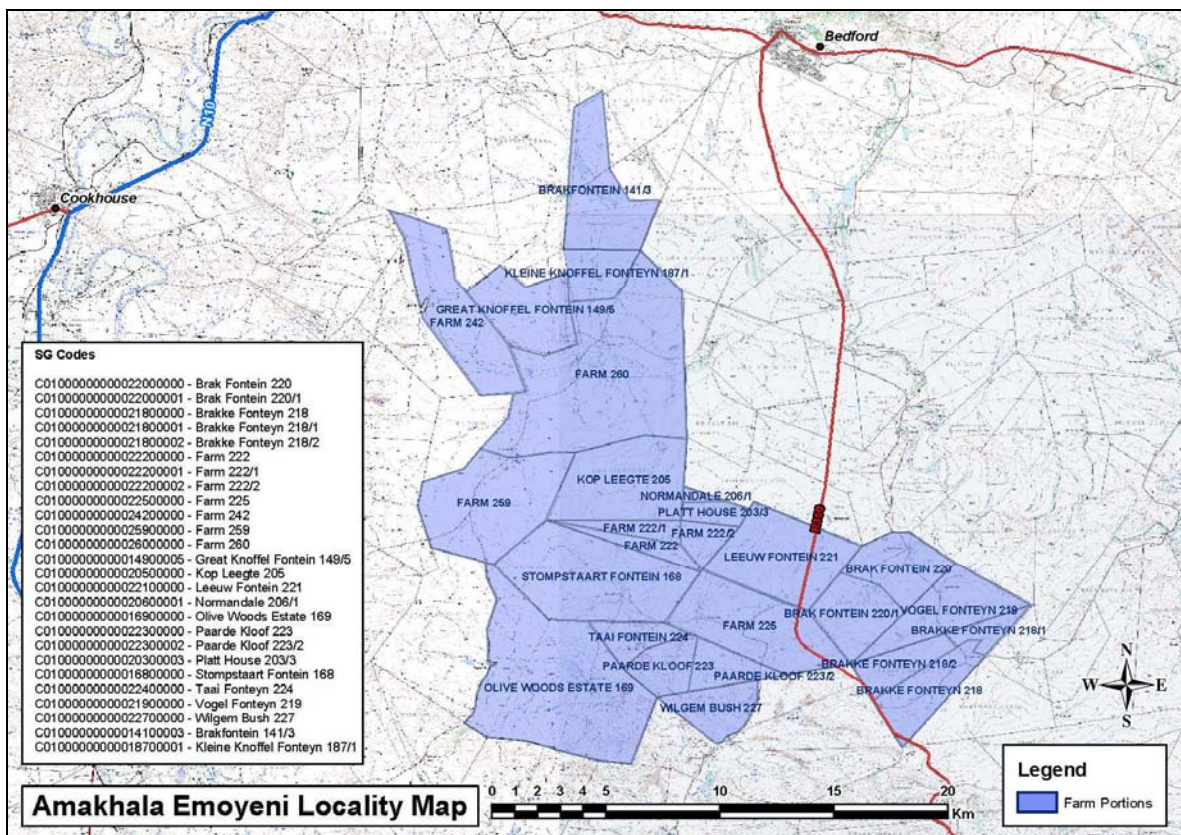 Bedford
N10
Cookhouse
BRAKFONTEIN 141/3
KLEINE KNOFFEL FONTEYN 187/1
GREAT KNOFFEL FONTEIN 149/5
FARM 242
FARM 260
KOP LEEGTE 205
FARM 259
NORMANDALE 206/1
PLATT HOUSE 203/3
FARM 222/1
FARM 222/2
FARM 222
LEEUW FONTEIN 221
STOMPSTAART FONTEIN 168
BRAK FONTEIN 220
BRAK FONTEIN 220/1
VOGEL FONTEYN 219
FARM 225
BRAKKE FONTEYN 218/1
TAAI FONTEIN 224
PAARDE KLOOF 223
BRAKKE FONTEYN 218/2
PAARDE KLOOF 223/2
OLIVE WOODS ESTATE 169
BRAKKE FONTEYN 218
WILGEM BUSH 227
SG Codes
C01000000000022000000 - Brak Fontein 220
C01000000000022000001 - Brak Fontein 220/1
C01000000000021800000 - Brakke Fonteyn 218
C01000000000021800001 - Brakke Fonteyn 218/1
C01000000000021800002 - Brakke Fonteyn 218/2
C01000000000022200000 - Farm 222
C01000000000022200001 - Farm 222/1
C01000000000022200002 - Farm 222/2
C01000000000022500000 - Farm 225
C01000000000024200000 - Farm 242
C01000000000025900000 - Farm 259
C01000000000026000000 - Farm 260
C01000000000014900005 - Great Knoffel Fontein 149/5
C01000000000020500000 - Kop Leegte 205
C01000000000022100000 - Leeuw Fontein 221
C01000000000020600001 - Normandale 206/1
C01000000000016900000 - Olive Woods Estate 169
C01000000000022300000 - Paarde Kloof 223
C01000000000022300002 - Paarde Kloof 223/2
C01000000000020300003 - Platt House 203/3
C01000000000016800000 - Stompstaart Fontein 168
C01000000000022400000 - Taai Fonteyn 224
C01000000000021900000 - Vogel Fonteyn 219
C01000000000022700000 - Wilgem Bush 227
C01000000000014100003 - Brakfontein 141/3
C01000000000018700001 - Kleine Knoffel Fonteyn 187/1
N
W E
S
Legend
Farm Portions
Amakhala Emoyeni Locality Map
0 1 2 3 4 5 10 15 20
Km